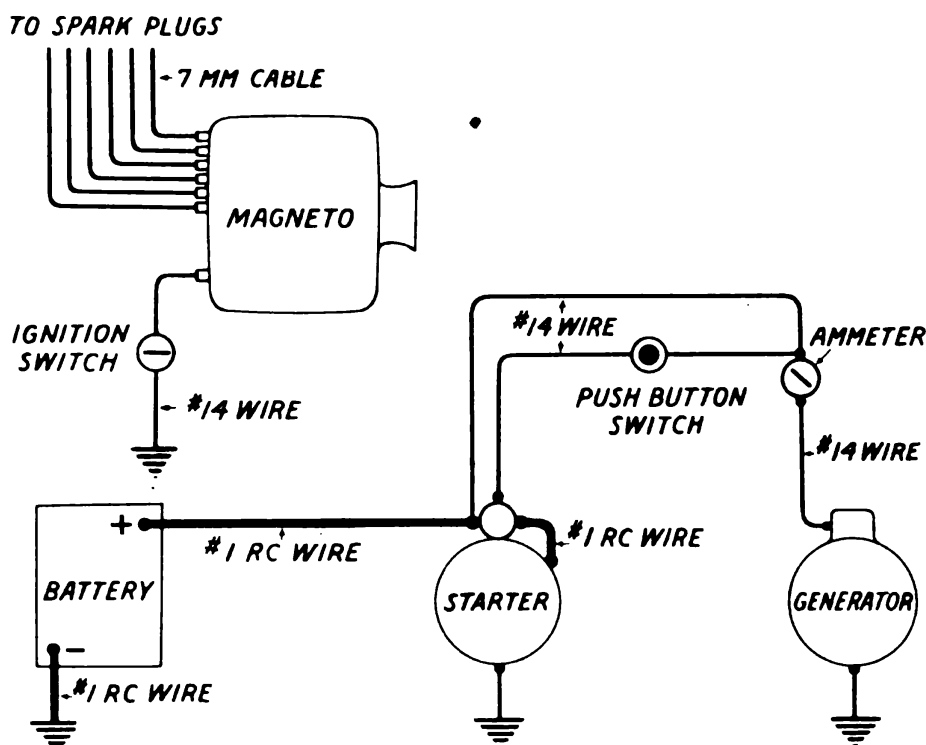 TO SPARK PLUGS
7 MM CABLE
MAGNETO
IGNITION
SWITCH
#14 WIRE
#14 WIRE
AMMETER
PUSH BUTTON
SWITCH
#14 WIRE
+
#1 RC WIRE
#1 RC WIRE
BATTERY
STARTER
GENERATOR
-
#1 RC WIRE